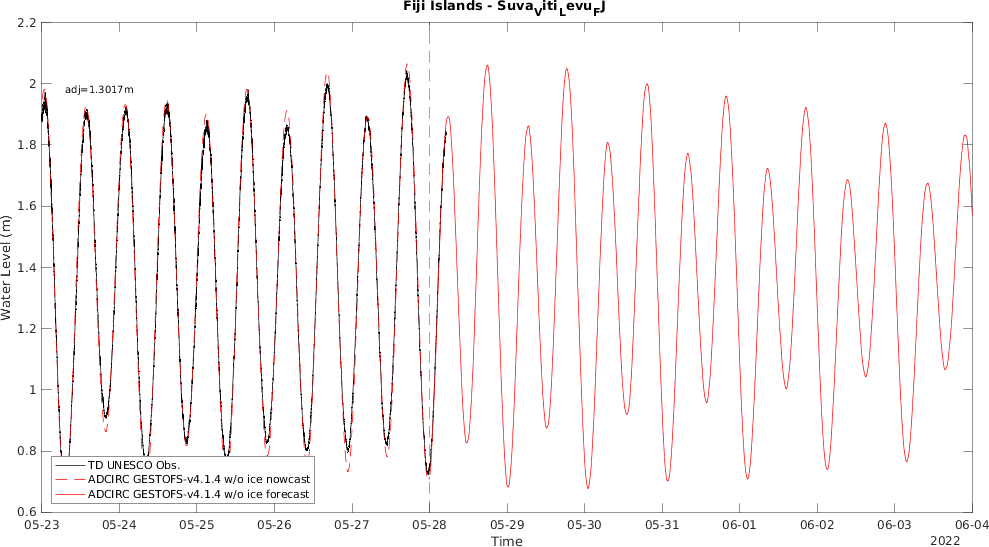 Fiji Islands - SuvaVitiLevuFJ
2.2
2
1.8
1.6
1.4
1.2
1
0.8
0.6
Water Level (m)
adj=1.3017m
TD UNESCO Obs.
ADCIRC GESTOFS-v4.1.4 w/o ice nowcast
ADCIRC GESTOFS-v4.1.4 w/o ice forecast
05-23 05-24 05-25 05-26 05-27 05-28 05-29 05-30 05-31 06-01 06-02 06-03 06-04
Time
2022